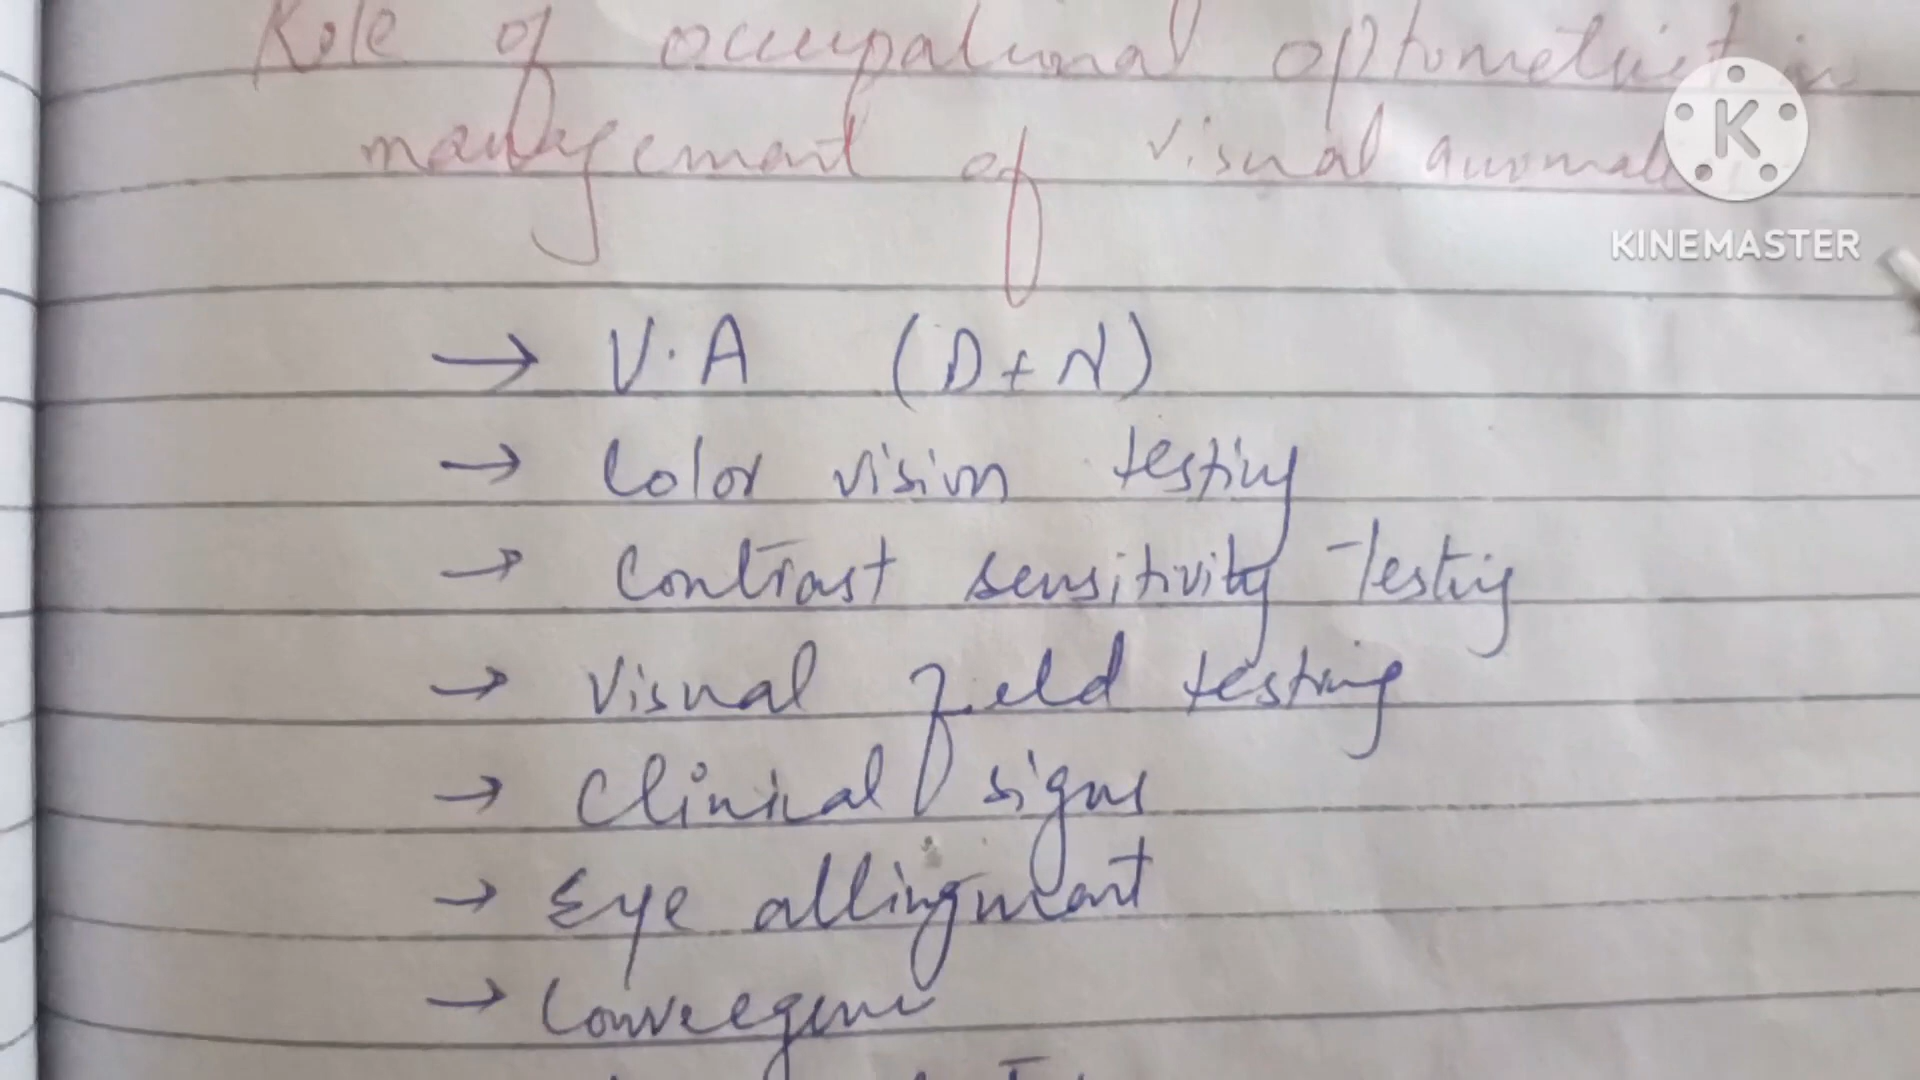 Role of occupational optometrist in
management of visual anomal
K
KINEMASTER
→ V.A (D+N)
→ Color vision testing
→ Contrast sensitivity Testing
→ Visual field testing
→ Clinical signs
→ Eye allingment
→ Convergence